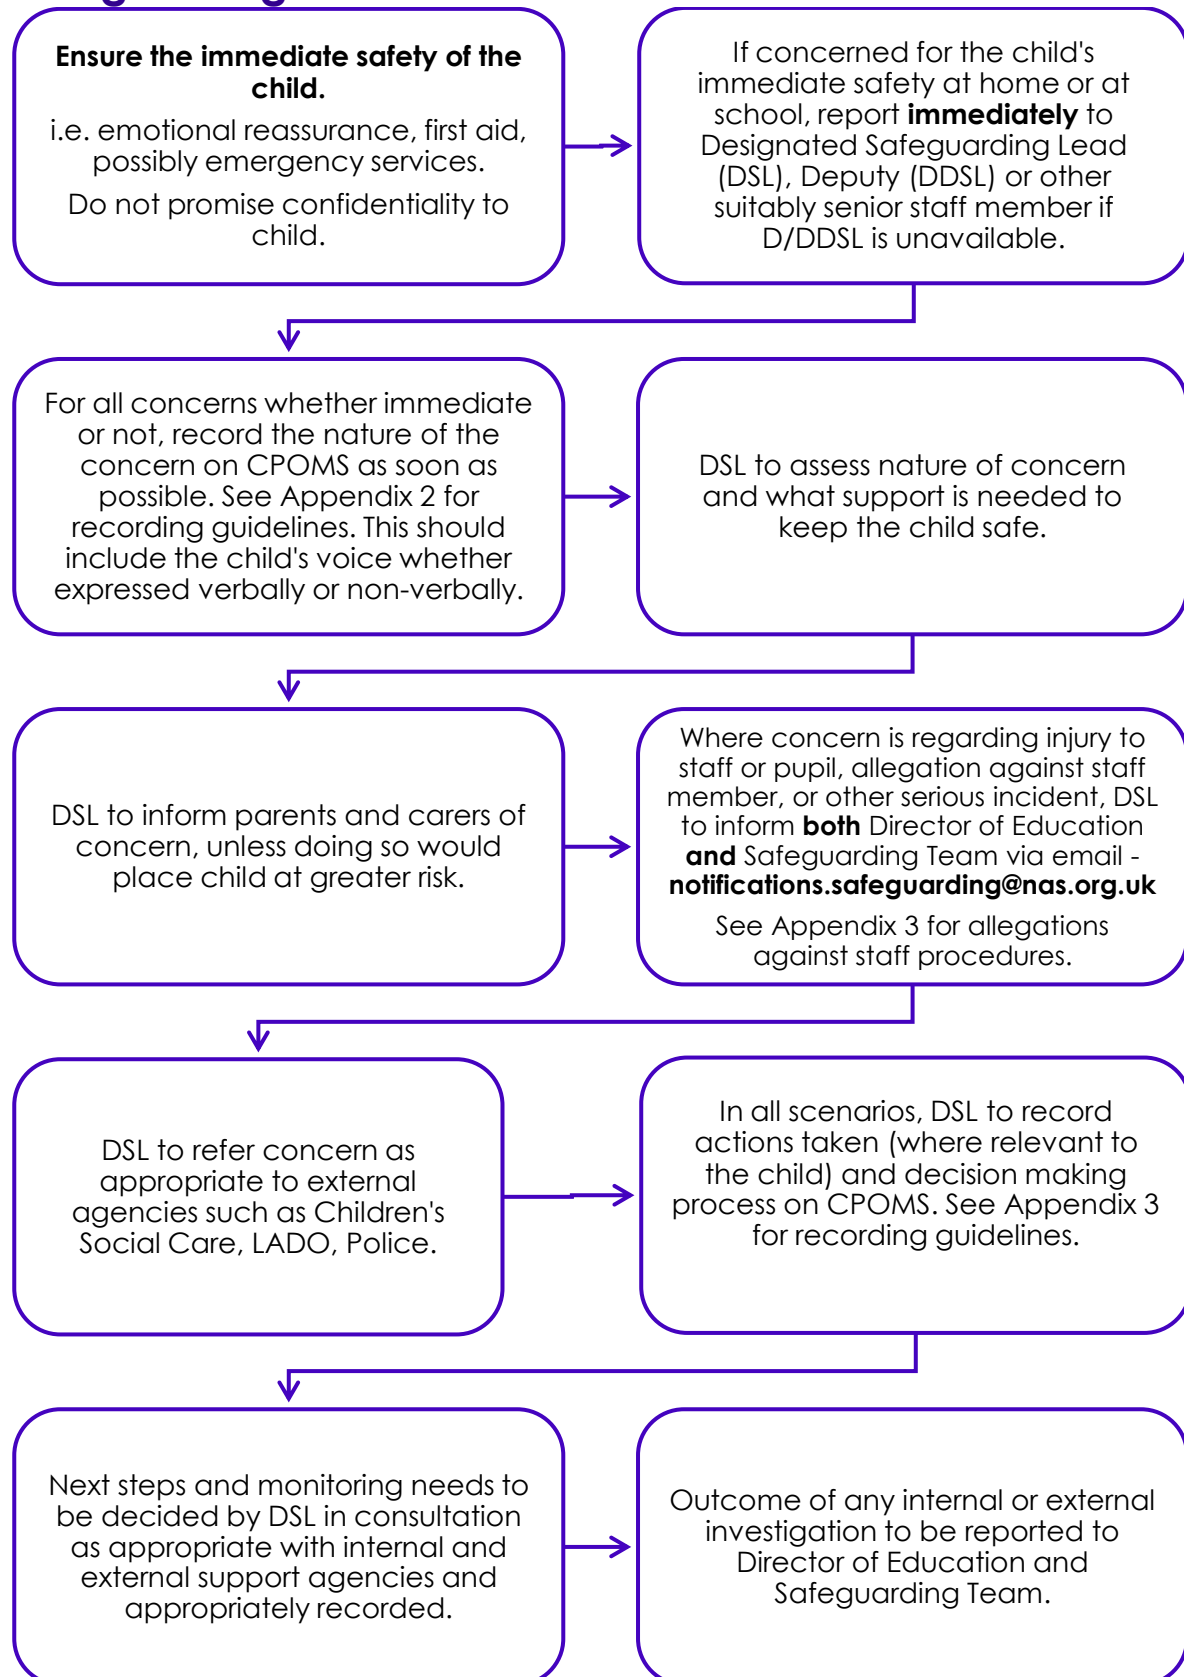 Ensure the immediate safety of the
child.
i.e. emotional reassurance, first aid,
possibly emergency services.
Do not promise confidentiality to
child.
If concerned for the child's
immediate safety at home or at
school, report immediately to
Designated Safeguarding Lead
(DSL), Deputy (DDSL) or other
suitably senior staff member if
D/DDSL is unavailable.
For all concerns whether immediate
or not, record the nature of the
concern on CPOMS as soon as
possible. See Appendix 2 for
recording guidelines. This should
include the child's voice whether
expressed verbally or non-verbally.
DSL to assess nature of concern
and what support is needed to
keep the child safe.
DSL to inform parents and carers of
concern, unless doing so would
place child at greater risk.
Where concern is regarding injury to
staff or pupil, allegation against staff
member, or other serious incident, DSL
to inform both Director of Education
and Safeguarding Team via email -
notifications.safeguarding@nas.org.uk
See Appendix 3 for allegations
against staff procedures.
DSL to refer concern as
appropriate to external
agencies such as Children's
Social Care, LADO, Police.
In all scenarios, DSL to record
actions taken (where relevant to
the child) and decision making
process on CPOMS. See Appendix 3
for recording guidelines.
Next steps and monitoring needs to
be decided by DSL in consultation
as appropriate with internal and
external support agencies and
appropriately recorded.
Outcome of any internal or external
investigation to be reported to
Director of Education and
Safeguarding Team.